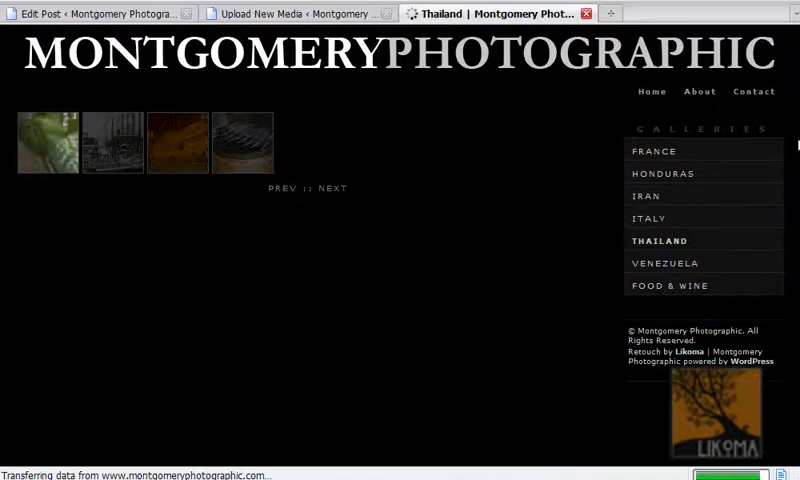 Edit Post ‹ Montgomery Photogra...
Upload New Media ‹ Montgomery ...
Thailand | Montgomery Phot...
MONTGOMERYPHOTOGRAPHIC
Home About Contact
GALLERIES
FRANCE
HONDURAS
IRAN
ITALY
THAILAND
VENEZUELA
FOOD & WINE
PREV :: NEXT
© Montgomery Photographic. All
Rights Reserved.
Retouch by Likoma | Montgomery
Photographic powered by WordPress
LIKOMA
Transferring data from www.montgomeryphotographic.com...